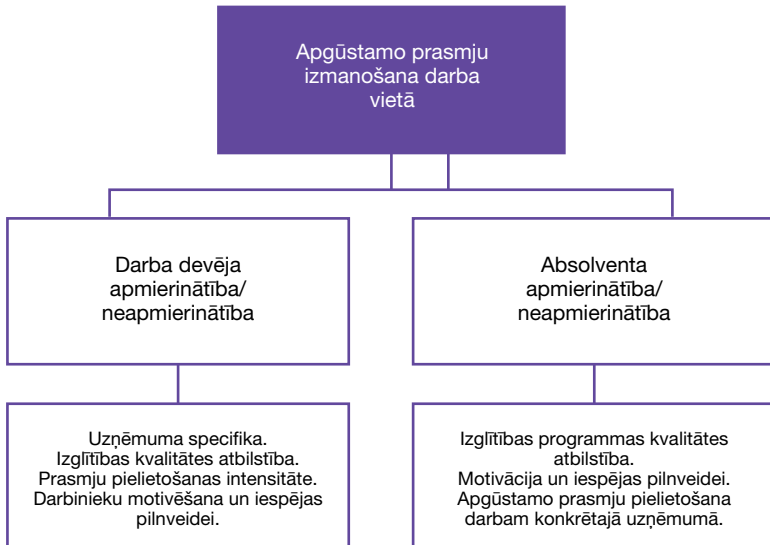 Apgūstamo prasmju
izmanošana darba
vietā
Darba devēja
apmierinātība/
neapmierinātība
Absolventa
apmierinātība/
neapmierinātība
Uzņēmuma specifika.
Izglītības kvalitātes atbilstība.
Prasmju pielietošanas intensitāte.
Darbinieku motivēšana un iespējas
pilnveidei.
Izglītības programmas kvalitātes
atbilstība.
Motivācija un iespējas pilnveidei.
Apgūstamo prasmju pielietošana
darbam konkrētajā uzņēmumā.